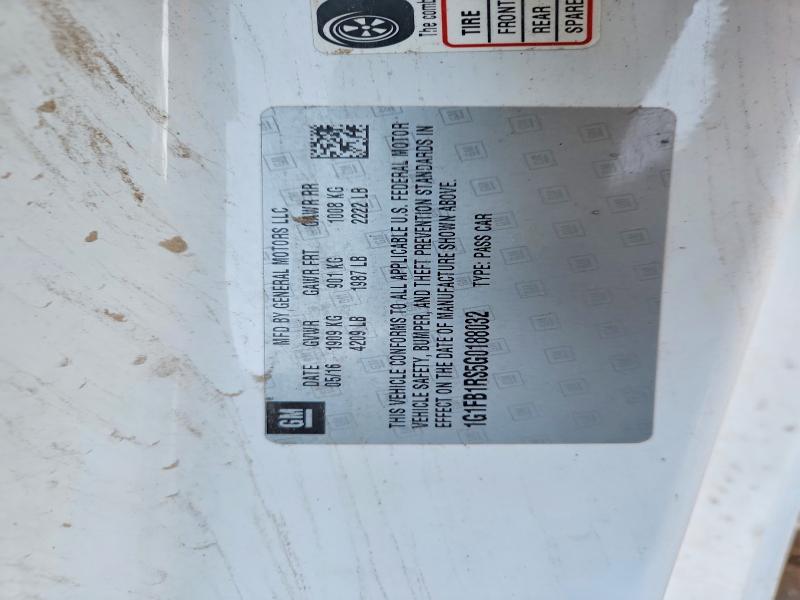 MFD BY GENERAL MOTORS LLC
GM
DATE GVWR GAWR FRT GAWR RR
05/16 1909 KG 901 KG 1008 KG
4209 LB 1987 LB 2222 LB
THIS VEHICLE CONFORMS TO ALL APPLICABLE U.S. FEDERAL MOTOR
VEHICLE SAFETY, BUMPER, AND THEFT PREVENTION STANDARDS IN
EFFECT ON THE DATE OF MANUFACTURE SHOWN ABOVE.
1G1FB1RS5G0188032 TYPE: PASS CAR
The comb
TIRE
FRONT
REAR
SPARE